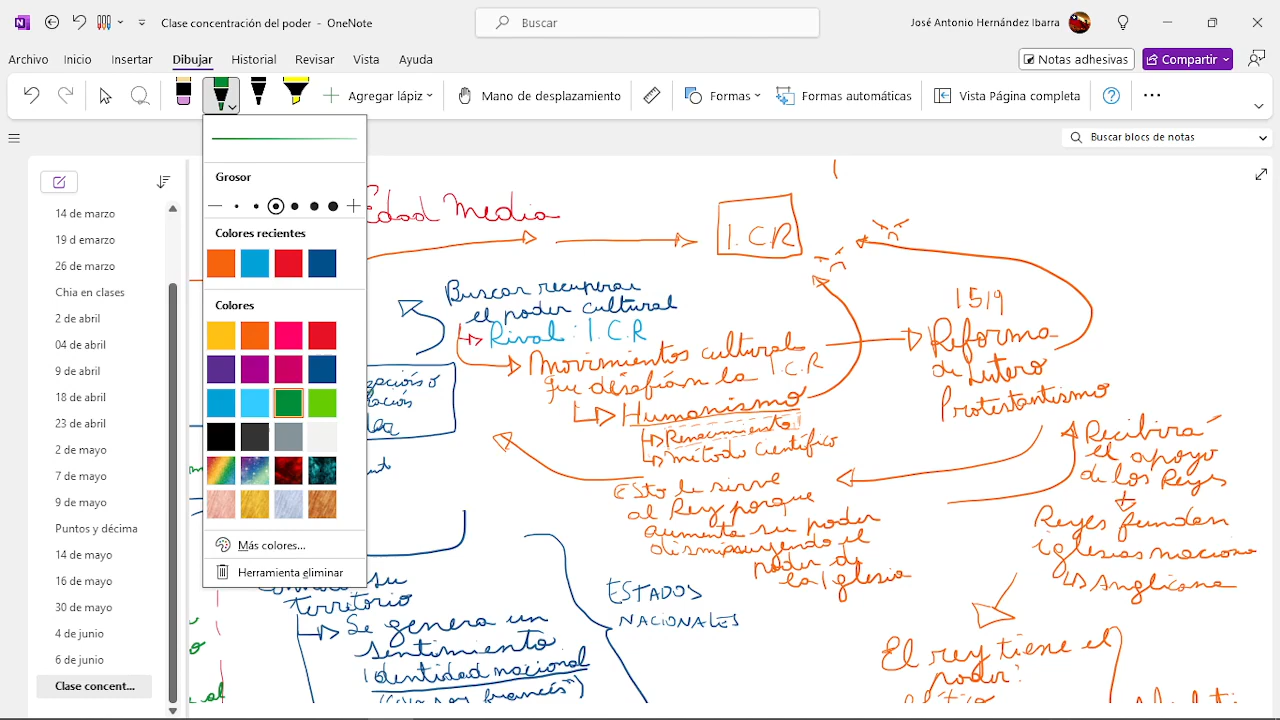 Clase concentración del poder - OneNote
Buscar
José Antonio Hernández Ibarra
Archivo
Inicio
Insertar
Dibujar
Historial
Revisar
Vista
Ayuda
Notas adhesivas
Compartir
Agregar lápiz
Mano de desplazamiento
Formas
Formas automáticas
Vista Página completa
Buscar blocs de notas
14 de marzo
19 d emarzo
26 de marzo
Chia en clases
2 de abril
04 de abril
9 de abril
18 de abril
23 de abril
2 de mayo
7 de mayo
9 de mayo
Puntos y décima
14 de mayo
16 de mayo
30 de mayo
4 de junio
6 de junio
Clase concent...
Grosor
Colores recientes
Colores
Más colores...
Herramienta eliminar
Edad Media
I.C.R
Buscar recuperar
el poder cultural
Rival: I.C.R
Movimientos cultural
que desafían la I.C.R
Humanismo
Renacimiento
método Científico
1519
Reforma
de Lutero
Protestantismo
Recibirá
el apoyo
de los Reyes
Reyes fundan
iglesias naciona
Anglicana
Esto le sirve
al Rey porque
aumenta su poder
dismisuyendo el
poder de
la Iglesia
El rey tiene el
poder:
ESTADOS
NACIONALES
su
territorio
Se genera un
sentimiento
Identidad nacional